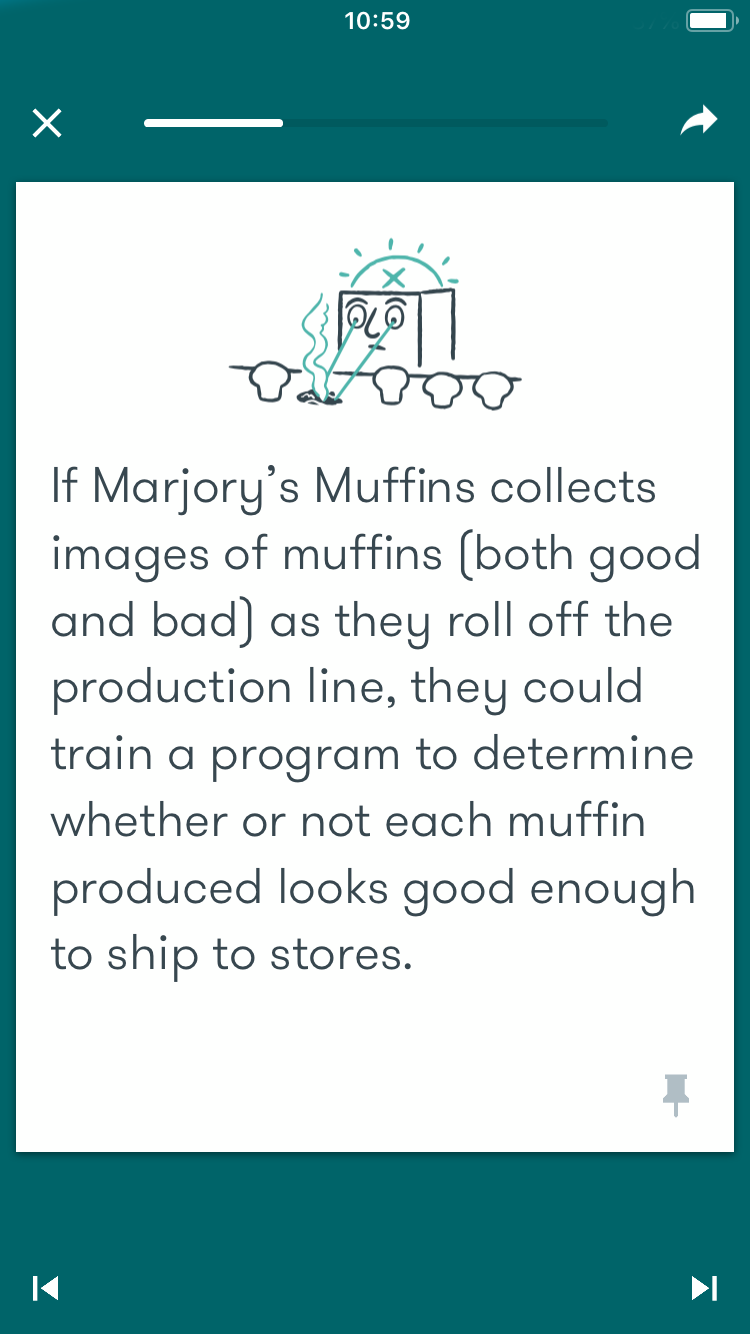 10:59
If Marjory’s Muffins collects
images of muffins (both good
and bad) as they roll off the
production line, they could
train a program to determine
whether or not each muffin
produced looks good enough
to ship to stores.